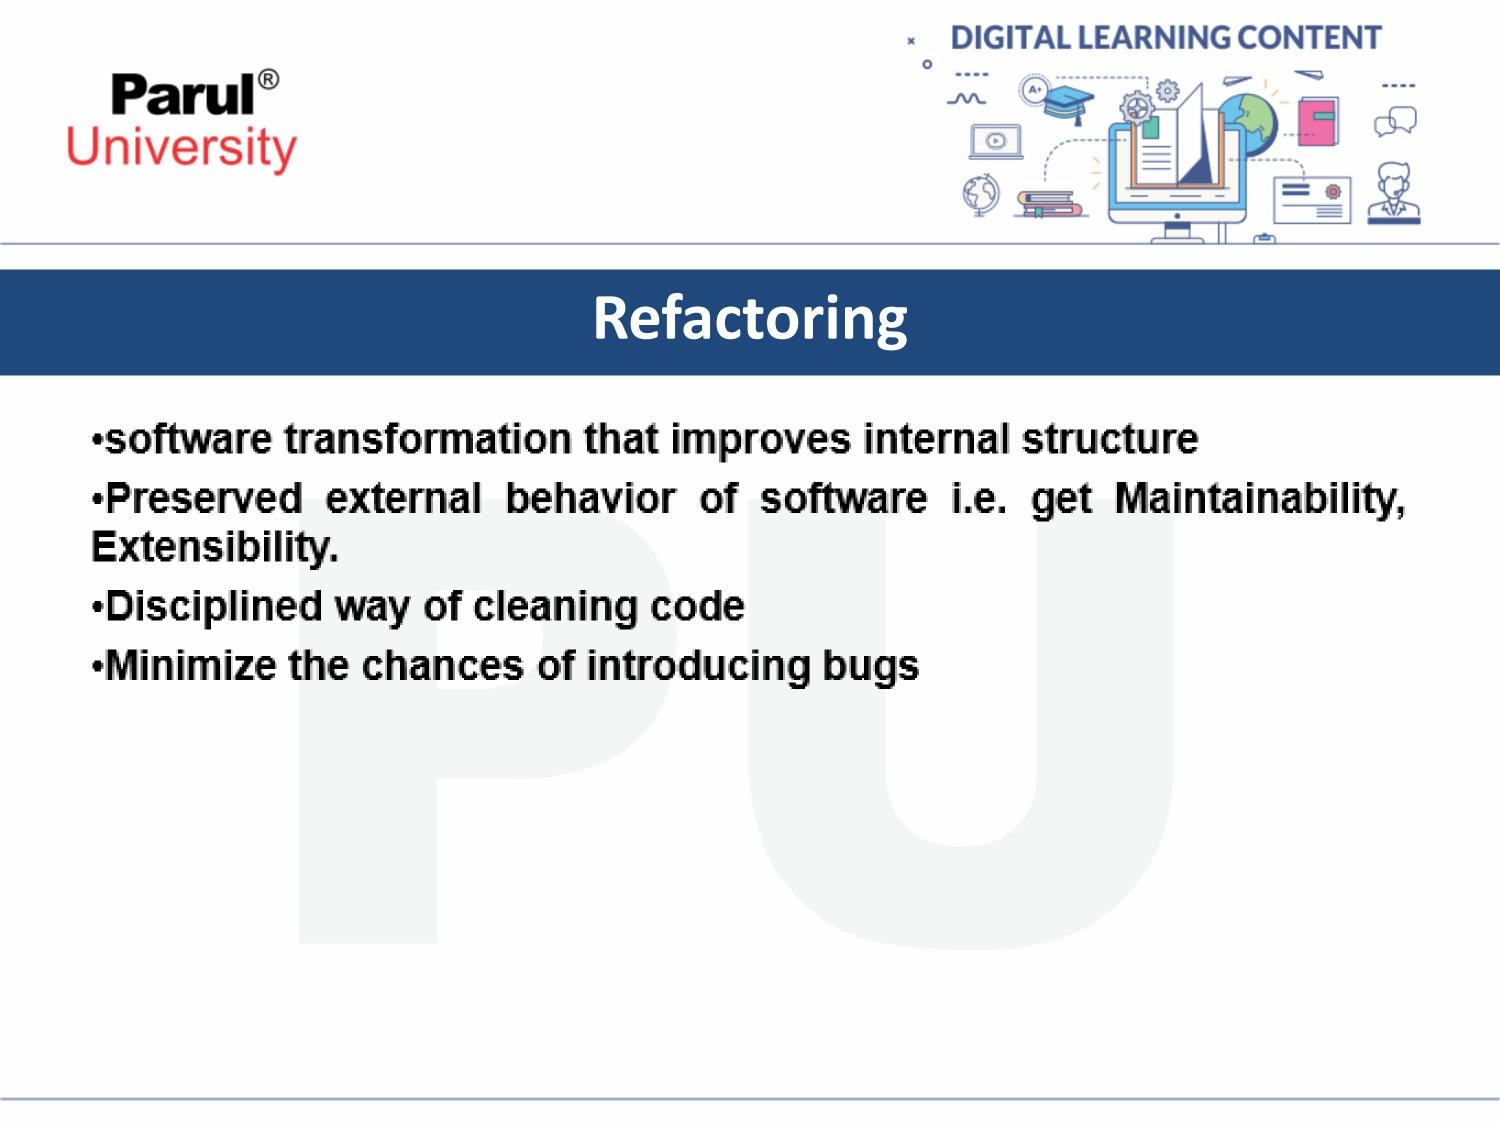 DIGITAL LEARNING CONTENT
Parul®
University
A+
Refactoring
•software transformation that improves internal structure
•Preserved external behavior of software i.e. get Maintainability,
Extensibility.
•Disciplined way of cleaning code
•Minimize the chances of introducing bugs
PU